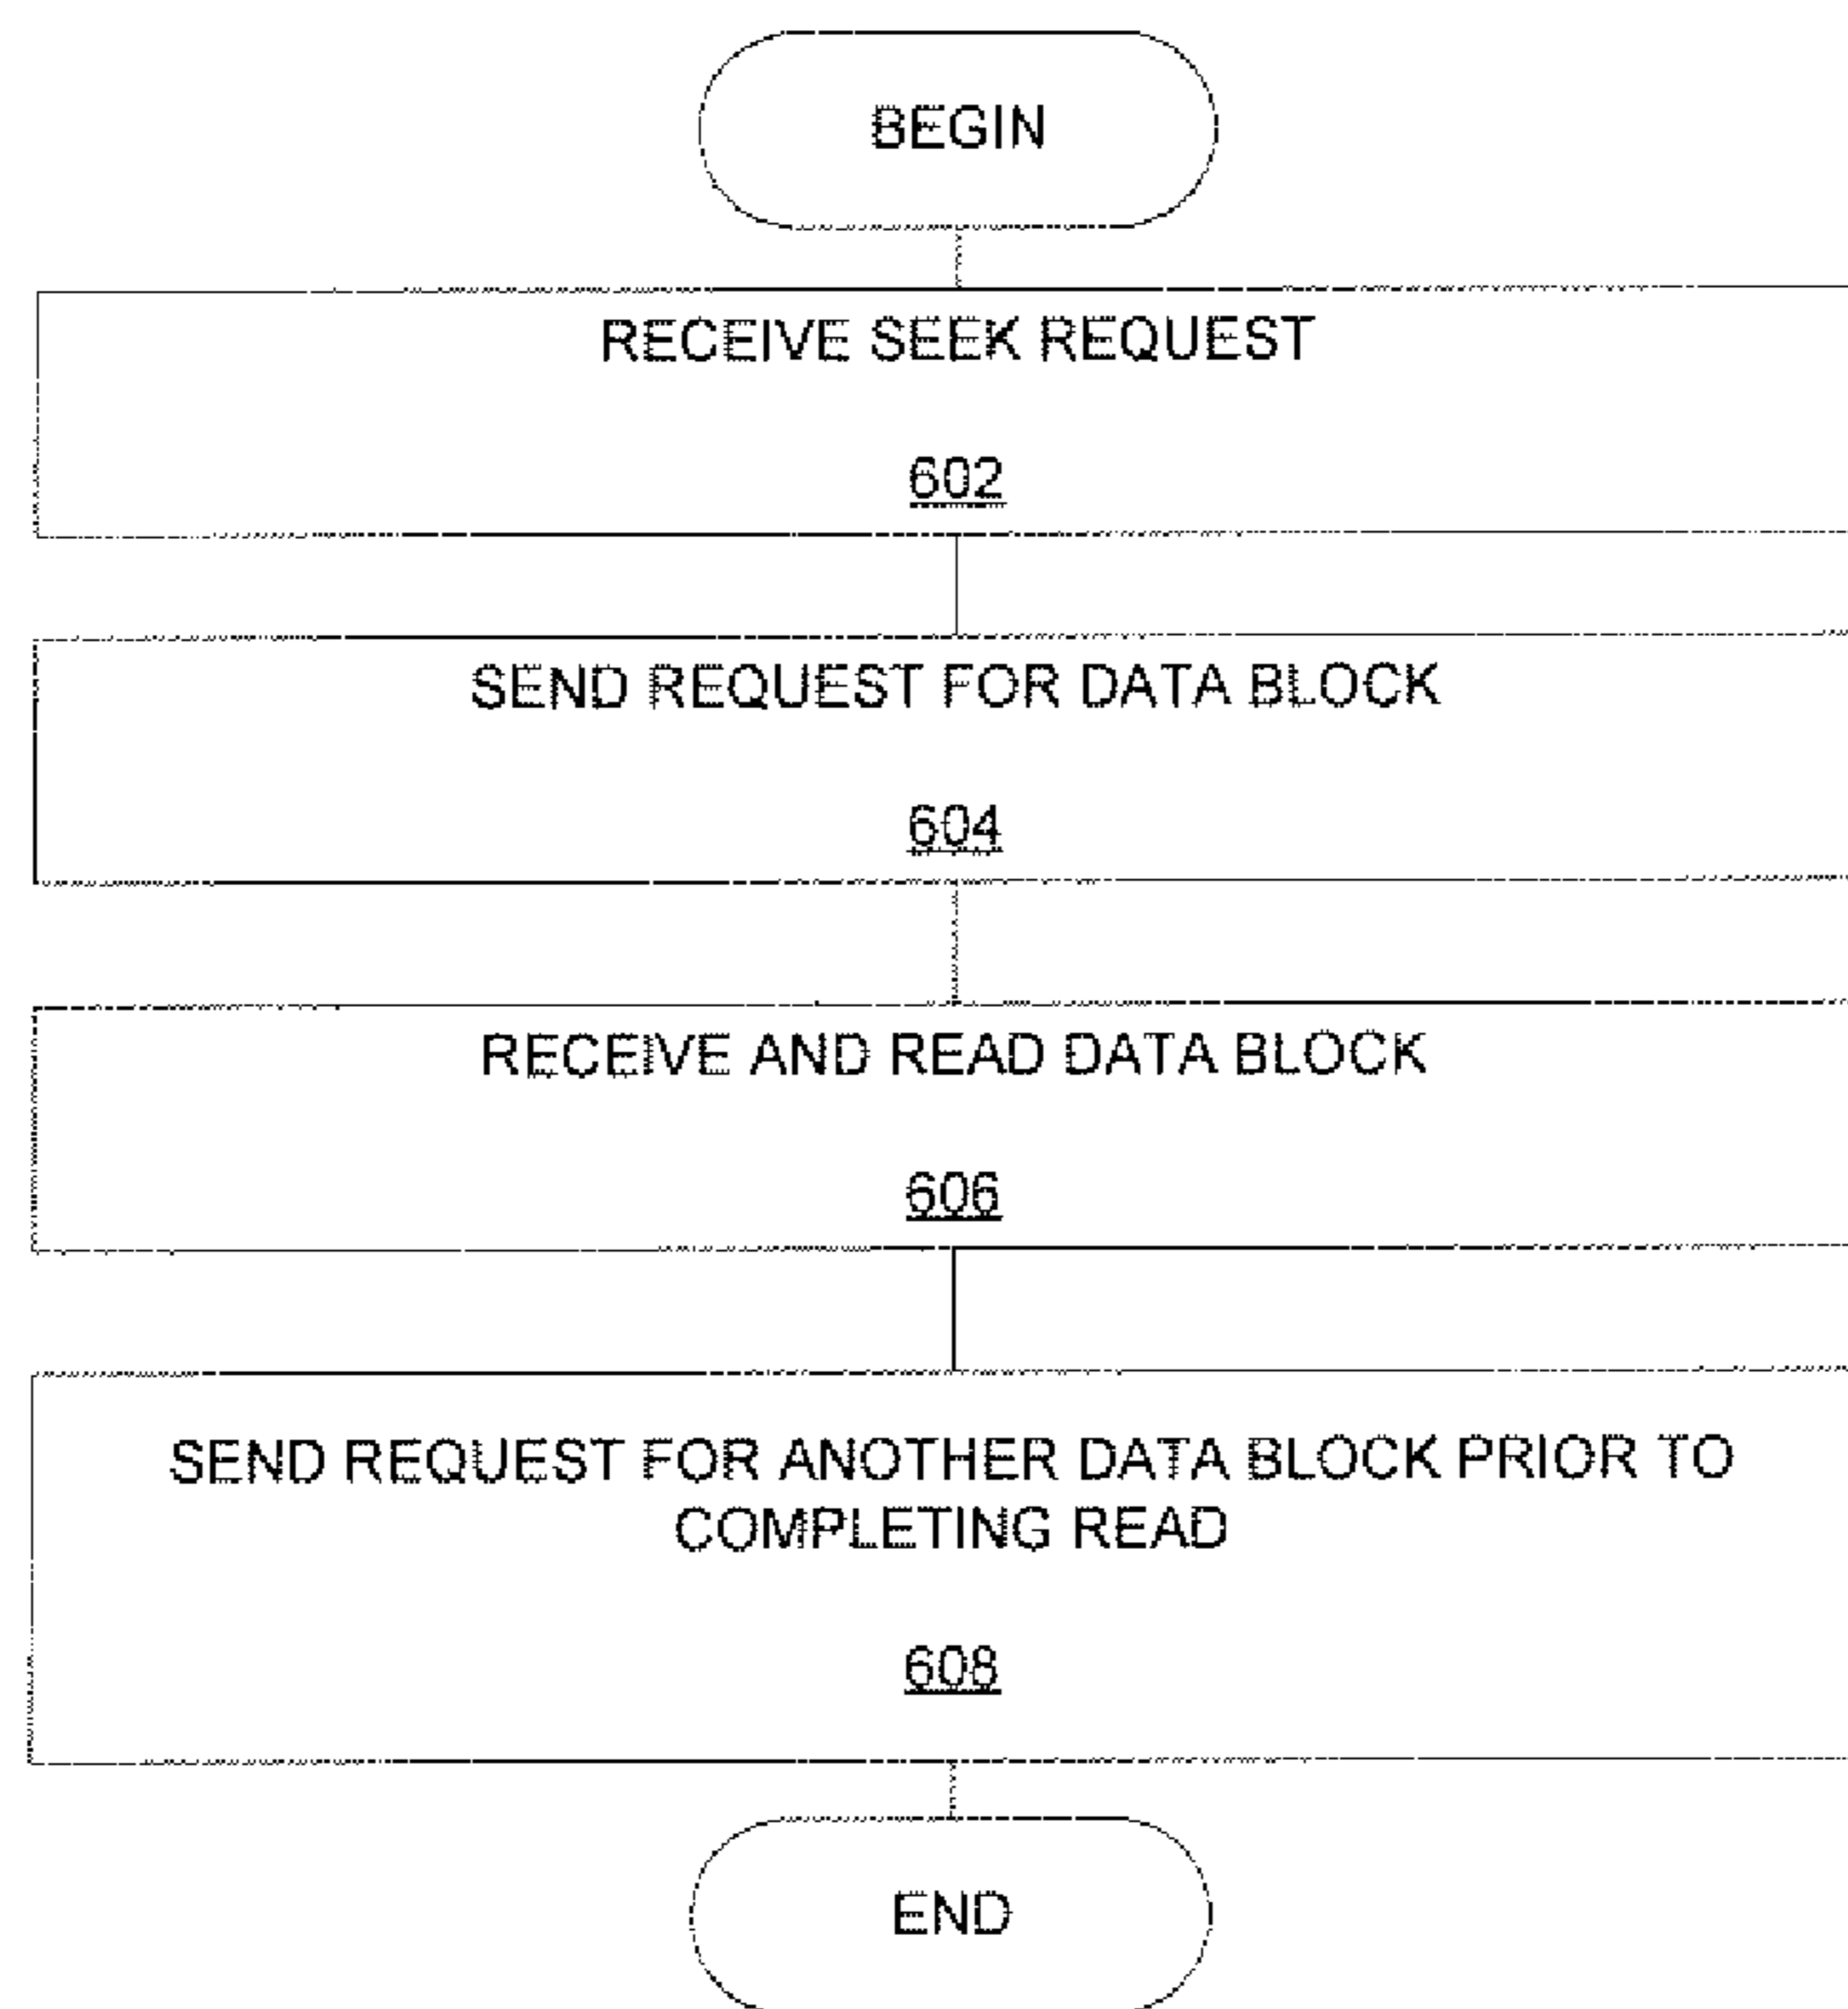 BEGIN
RECEIVE SEEK REQUEST
602
SEND REQUEST FOR DATA BLOCK
604
RECEIVE AND READ DATA BLOCK
606
SEND REQUEST FOR ANOTHER DATA BLOCK PRIOR TO
COMPLETING READ
608
END